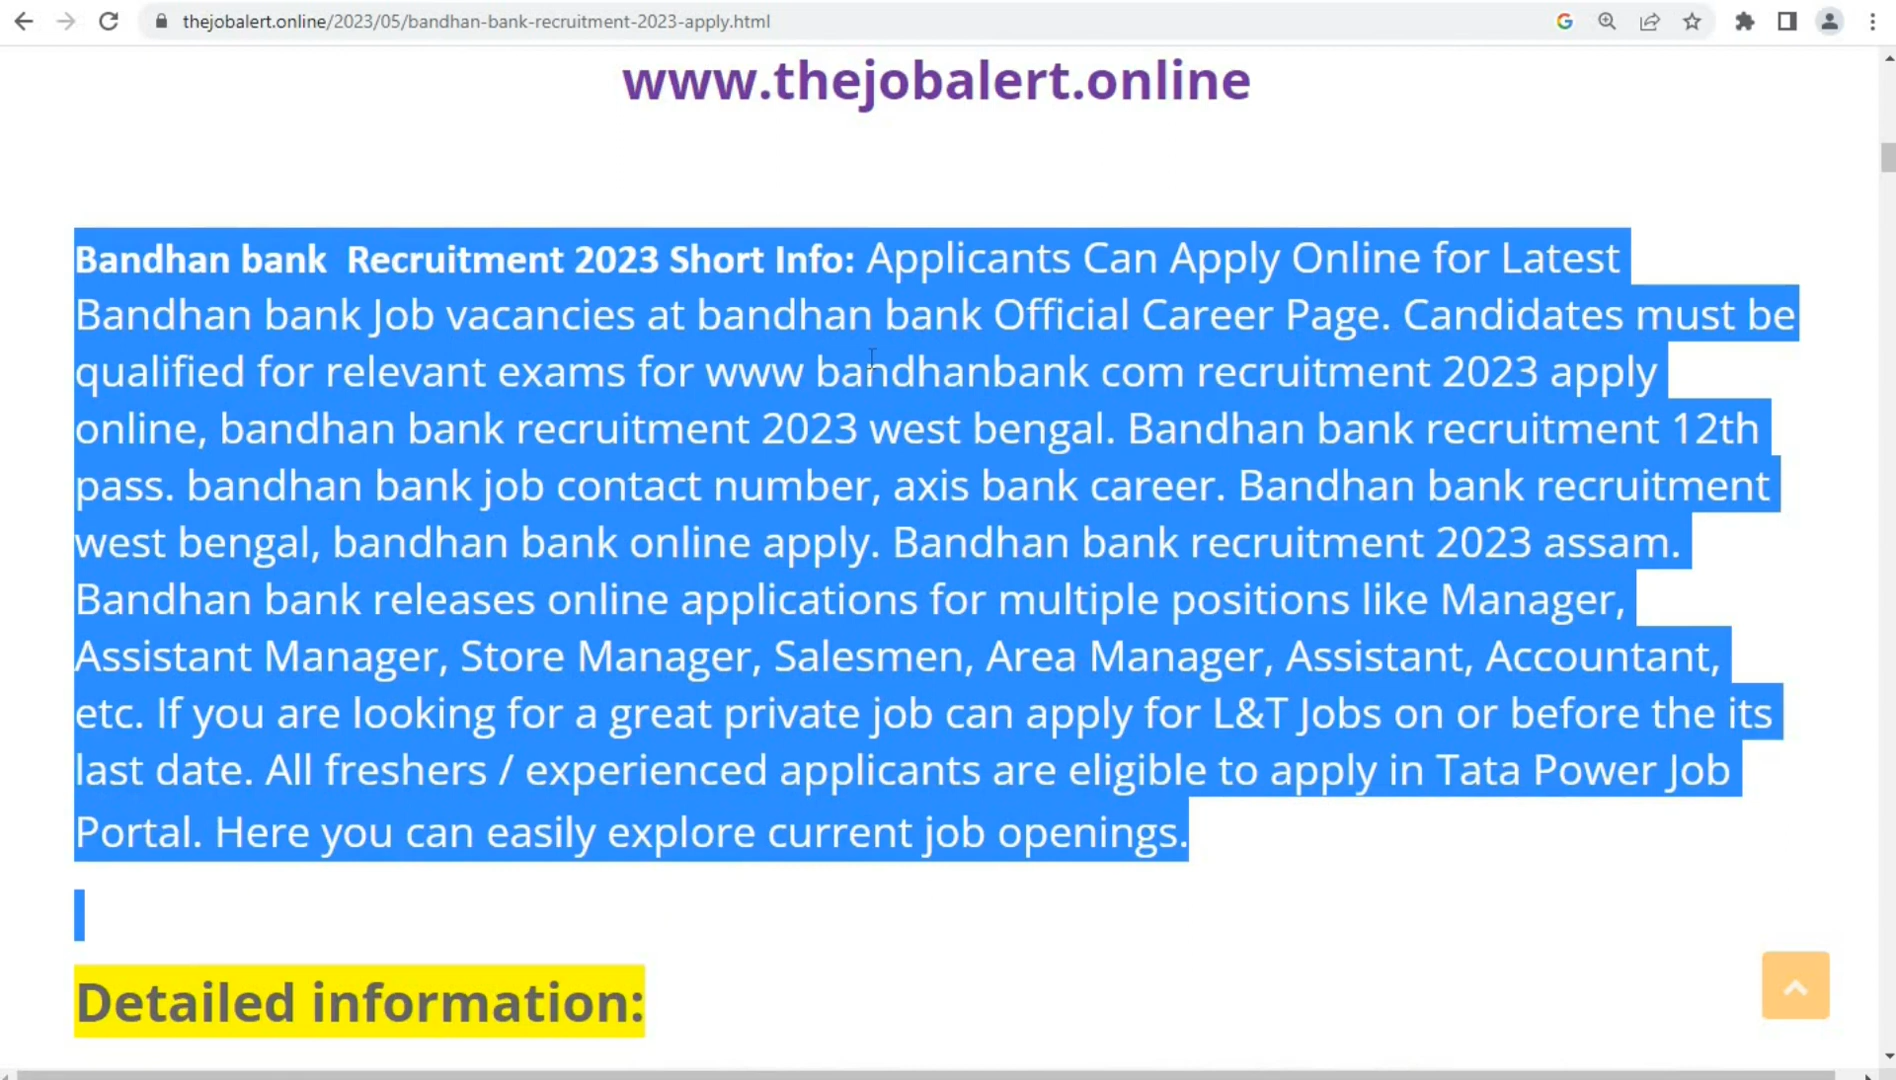 thejobalert.online/2023/05/bandhan-bank-recruitment-2023-apply.html
www.thejobalert.online
Bandhan bank  Recruitment 2023 Short Info: Applicants Can Apply Online for Latest
Bandhan bank Job vacancies at bandhan bank Official Career Page. Candidates must be
qualified for relevant exams for www bandhanbank com recruitment 2023 apply
online, bandhan bank recruitment 2023 west bengal. Bandhan bank recruitment 12th
pass. bandhan bank job contact number, axis bank career. Bandhan bank recruitment
west bengal, bandhan bank online apply. Bandhan bank recruitment 2023 assam.
Bandhan bank releases online applications for multiple positions like Manager,
Assistant Manager, Store Manager, Salesmen, Area Manager, Assistant, Accountant,
etc. If you are looking for a great private job can apply for L&T Jobs on or before the its
last date. All freshers / experienced applicants are eligible to apply in Tata Power Job
Portal. Here you can easily explore current job openings.
Detailed information: